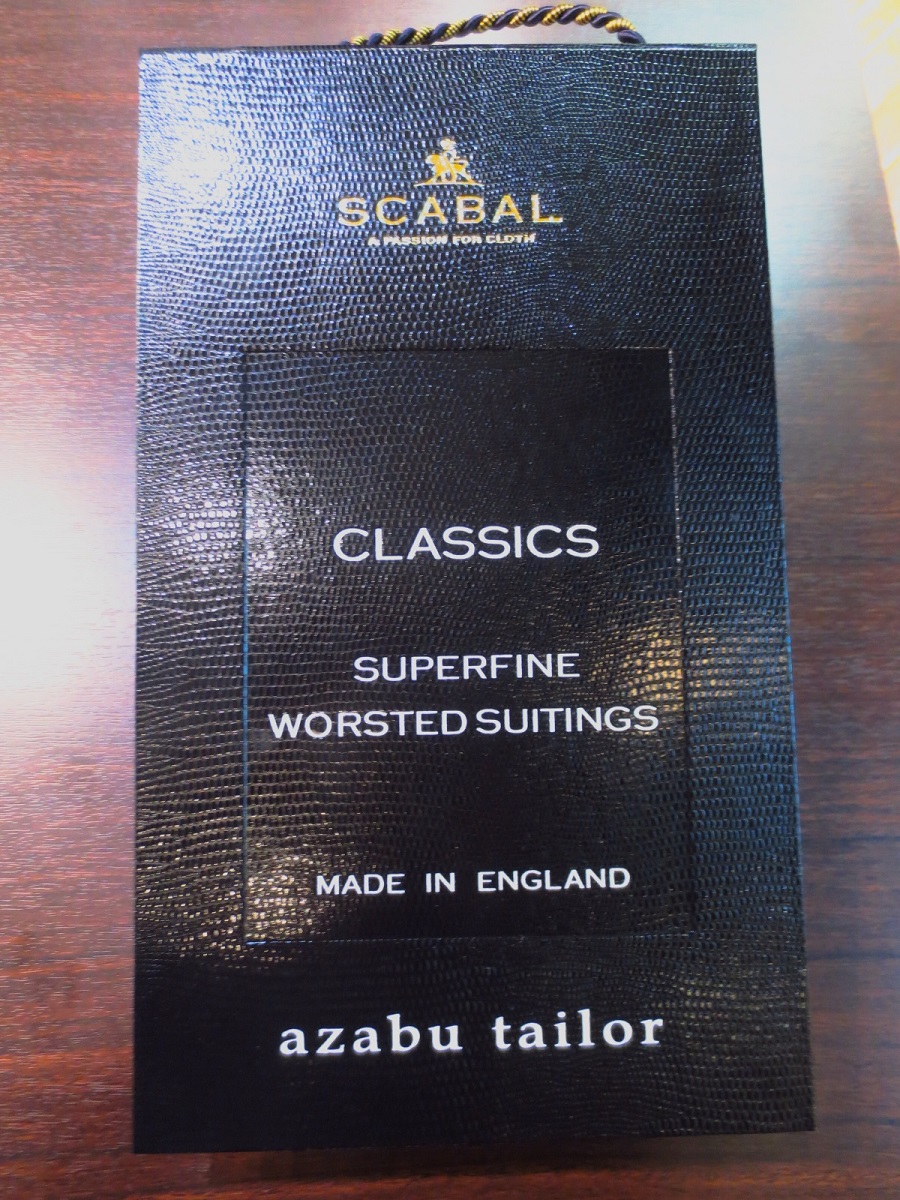 SCABAL
A PASSION FOR CLOTH
CLASSICS
SUPERFINE
WORSTED SUITINGS
MADE IN ENGLAND
azabu tailor